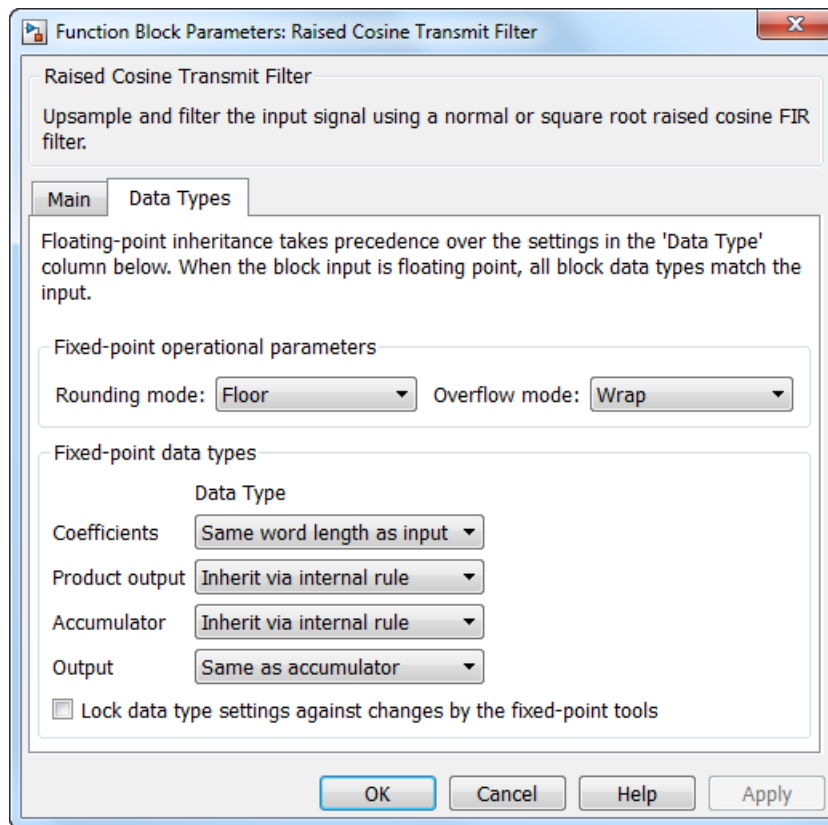 Function Block Parameters: Raised Cosine Transmit Filter
Raised Cosine Transmit Filter
Upsample and filter the input signal using a normal or square root raised cosine FIR
filter.
Main Data Types
Floating-point inheritance takes precedence over the settings in the 'Data Type'
column below. When the block input is floating point, all block data types match the
input.
Fixed-point operational parameters
Rounding mode: Floor Overflow mode: Wrap
Fixed-point data types
Data Type
Coefficients Same word length as input
Product output Inherit via internal rule
Accumulator Inherit via internal rule
Output Same as accumulator
Lock data type settings against changes by the fixed-point tools
OK Cancel Help Apply